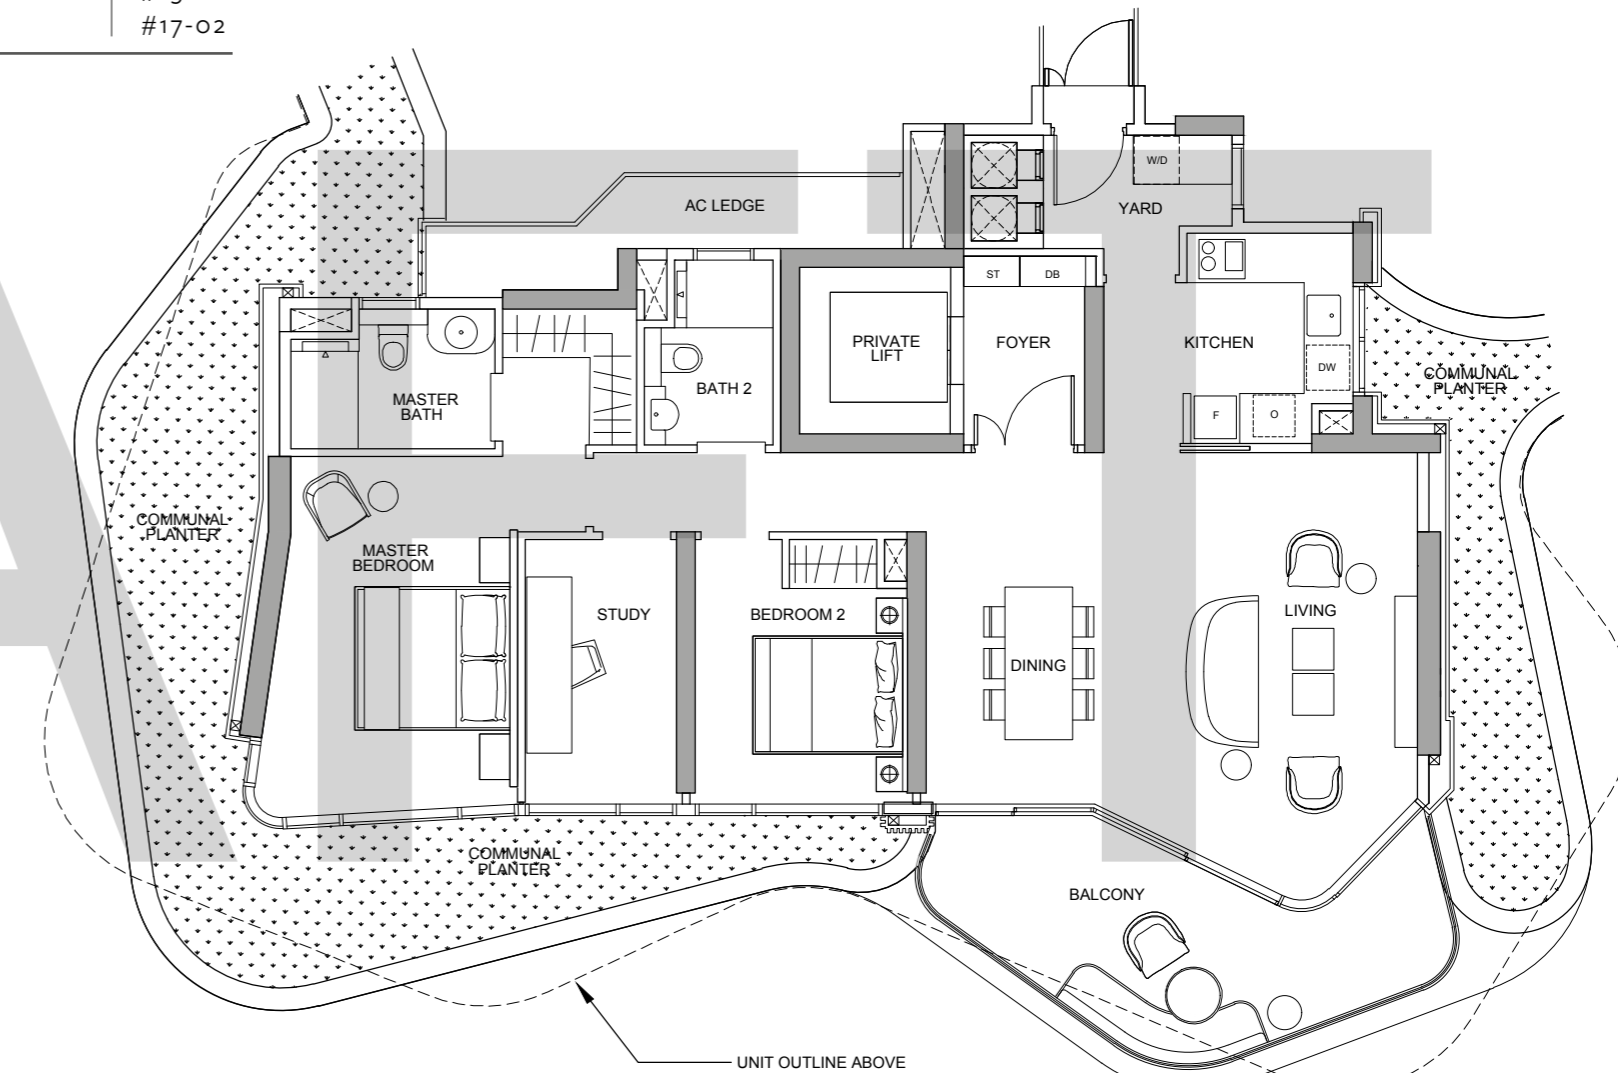 #17-02
W/D
AC LEDGE
YARD
ST
DB
PRIVATE
LIFT
FOYER
KITCHEN
DW
MASTER
BATH
BATH 2
COMMUNAL
PLANTER
F
O
COMMUNAL
PLANTER
MASTER
BEDROOM
STUDY
BEDROOM 2
LIVING
DINING
COMMUNAL
PLANTER
BALCONY
UNIT OUTLINE ABOVE